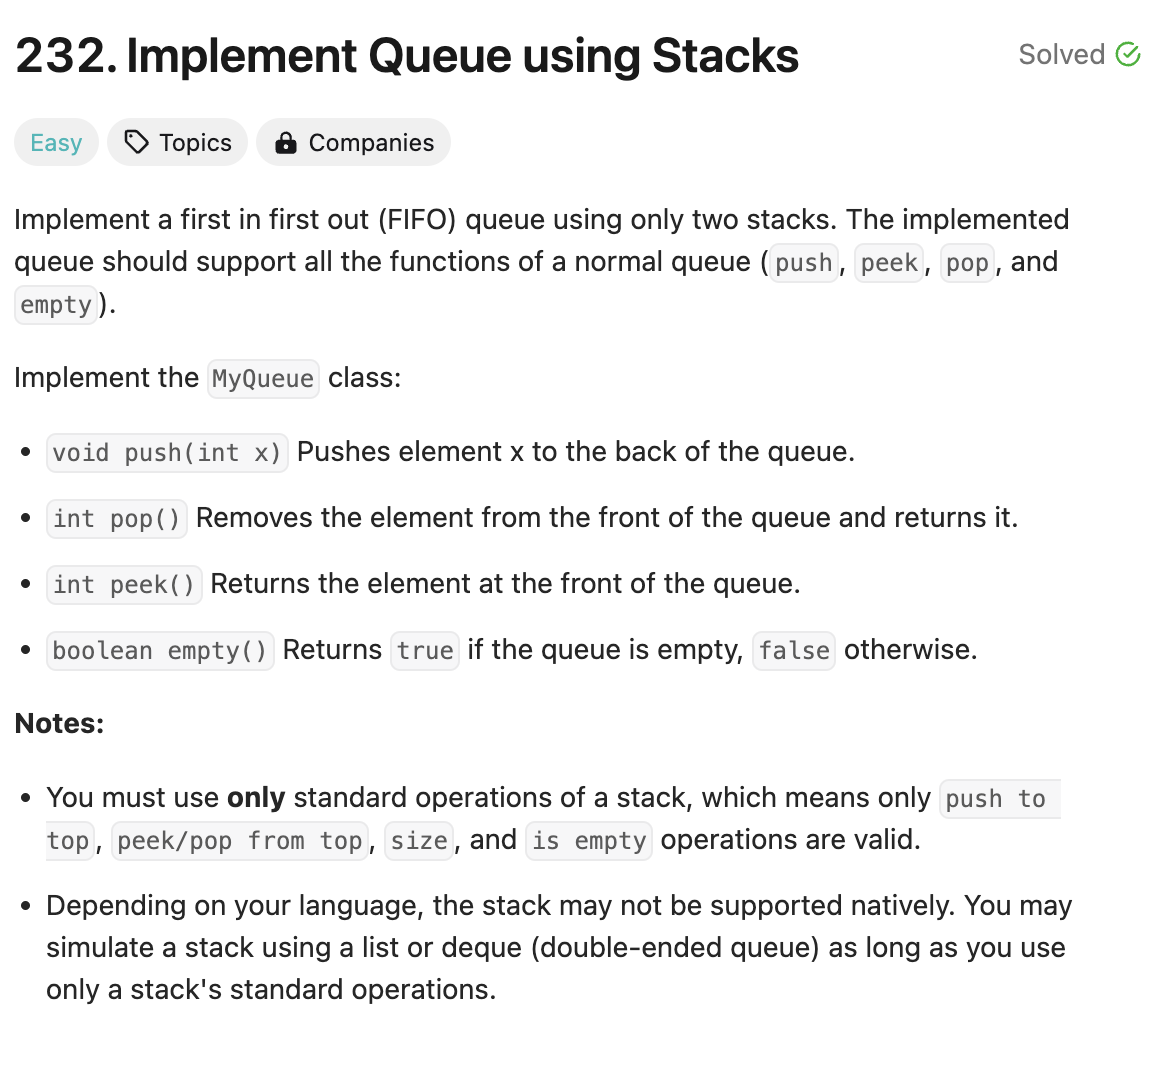 232. Implement Queue using Stacks
Solved
Easy
Topics
Companies
Implement a first in first out (FIFO) queue using only two stacks. The implemented
queue should support all the functions of a normal queue (push, peek, pop, and
empty).
Implement the MyQueue class:
• void push(int x) Pushes element x to the back of the queue.
• int pop() Removes the element from the front of the queue and returns it.
• int peek() Returns the element at the front of the queue.
• boolean empty() Returns true if the queue is empty, false otherwise.
Notes:
• You must use only standard operations of a stack, which means only push to
top, peek/pop from top, size, and is empty operations are valid.
• Depending on your language, the stack may not be supported natively. You may
simulate a stack using a list or deque (double-ended queue) as long as you use
only a stack's standard operations.